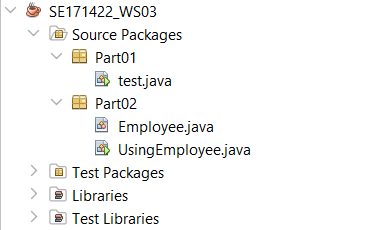 SE171422_WS03
Source Packages
Part01
test.java
Part02
Employee.java
UsingEmployee.java
Test Packages
Libraries
Test Libraries